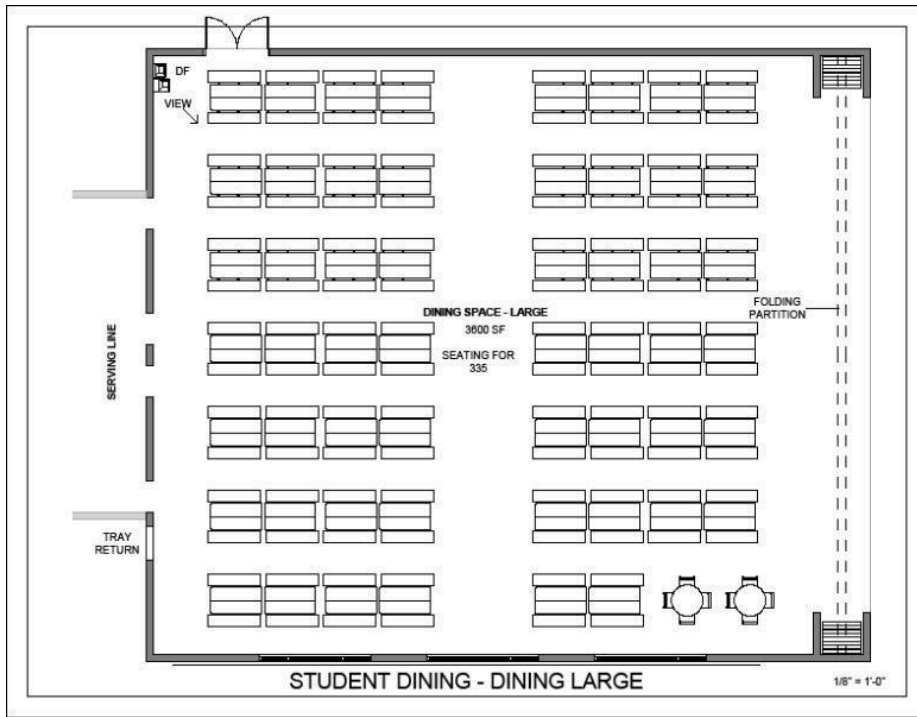 DF
VIEW
DINING SPACE - LARGE
3600 SF
SEATING FOR
335
FOLDING
PARTITION
SERVING LINE
TRAY
RETURN
STUDENT DINING - DINING LARGE
1/8" = 1'-0"